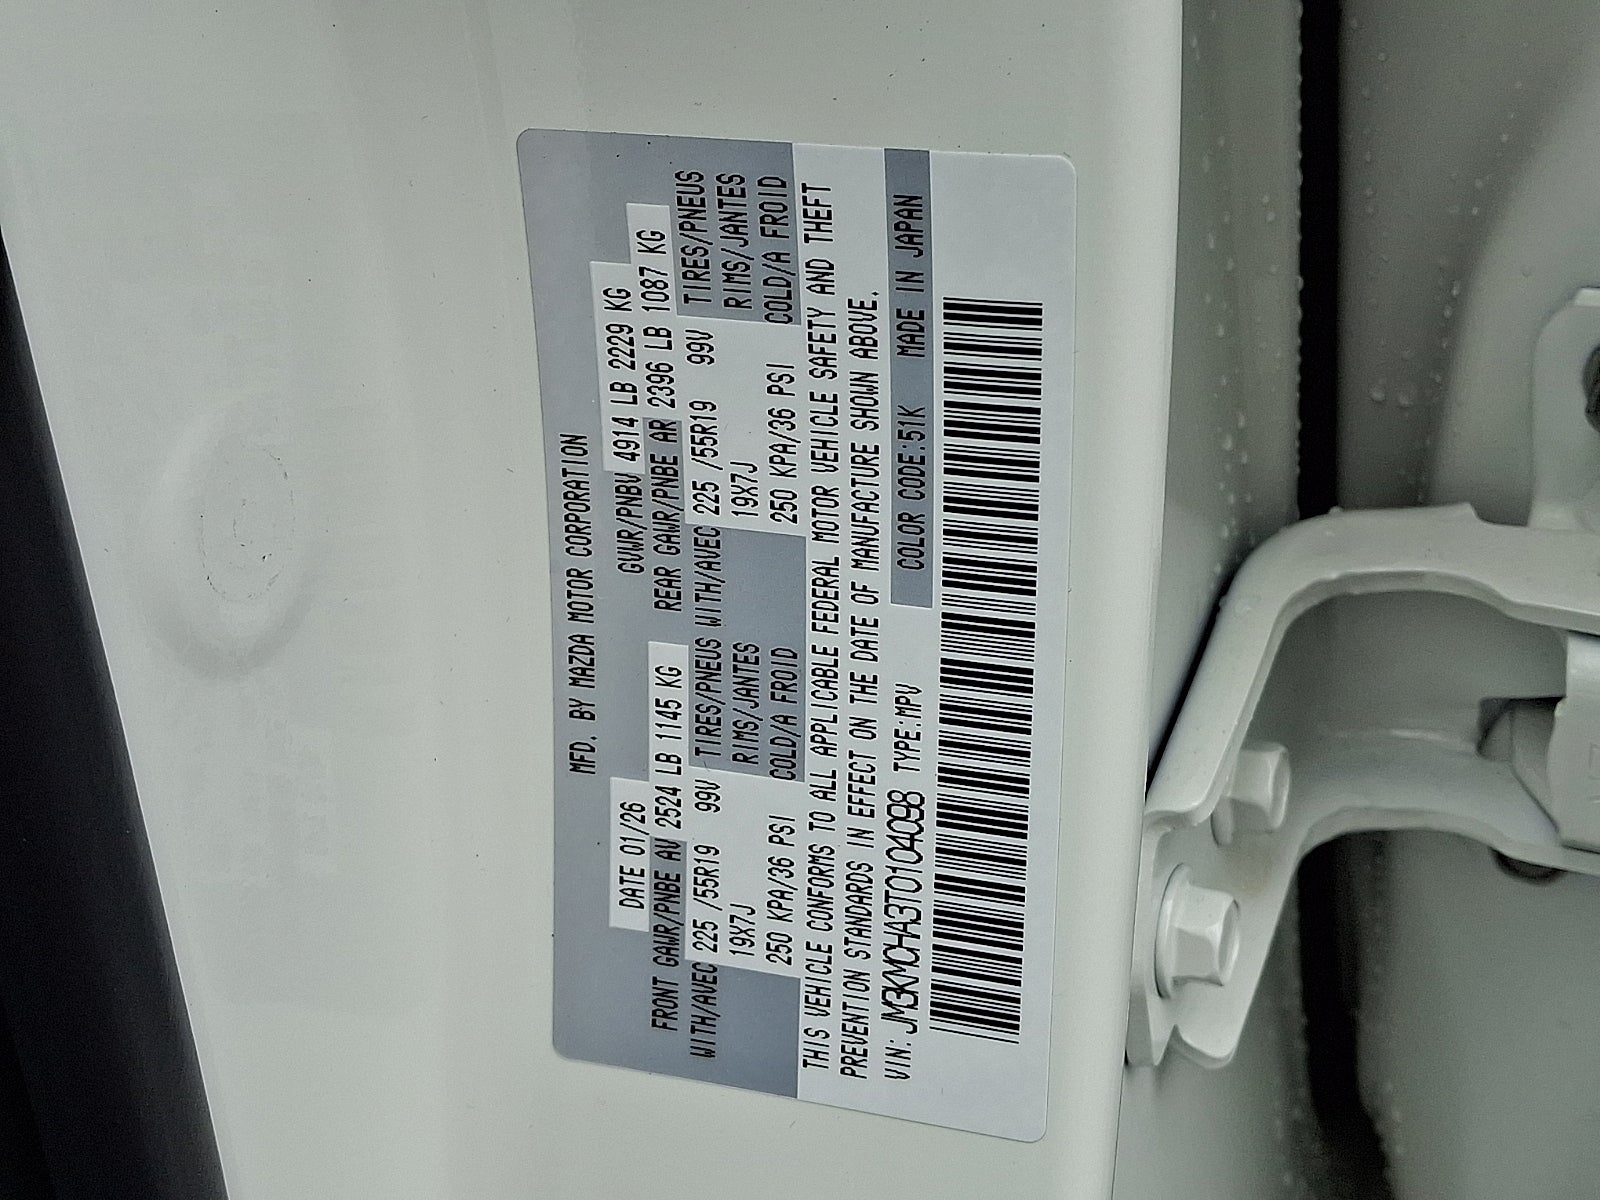 MFD. BY MAZDA MOTOR CORPORATION
DATE 01/26 GVWR/PNBV 4914 LB 2229 KG
FRONT GAWR/PNBE AV 2524 LB 1145 KG REAR GAWR/PNBE AR 2396 LB 1087 KG
WITH/AVEC 225 /55R19 99V TIRES/PNEUS WITH/AVEC 225 /55R19 99V TIRES/PNEUS
19X7J RIMS/JANTES 19X7J RIMS/JANTES
250 KPA/36 PSI COLD/A FROID 250 KPA/36 PSI COLD/A FROID
THIS VEHICLE CONFORMS TO ALL APPLICABLE FEDERAL MOTOR VEHICLE SAFETY AND THEFT
PREVENTION STANDARDS IN EFFECT ON THE DATE OF MANUFACTURE SHOWN ABOVE.
VIN: JM3KMCHA3T0104098 TYPE:MPV COLOR CODE:51K MADE IN JAPAN